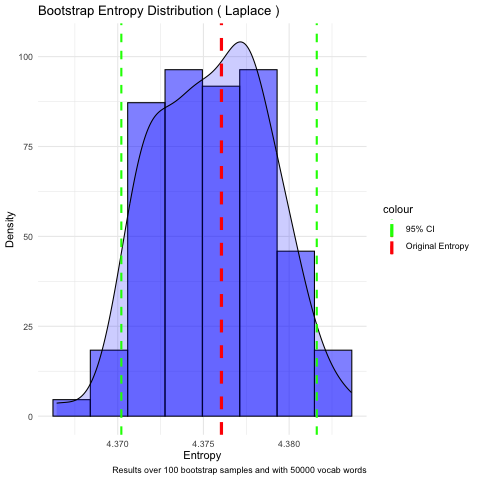 Bootstrap Entropy Distribution ( Laplace )
100
75
50
25
0
Density
4.370
4.375
4.380
Entropy
colour
95% CI
Original Entropy
Results over 100 bootstrap samples and with 50000 vocab words